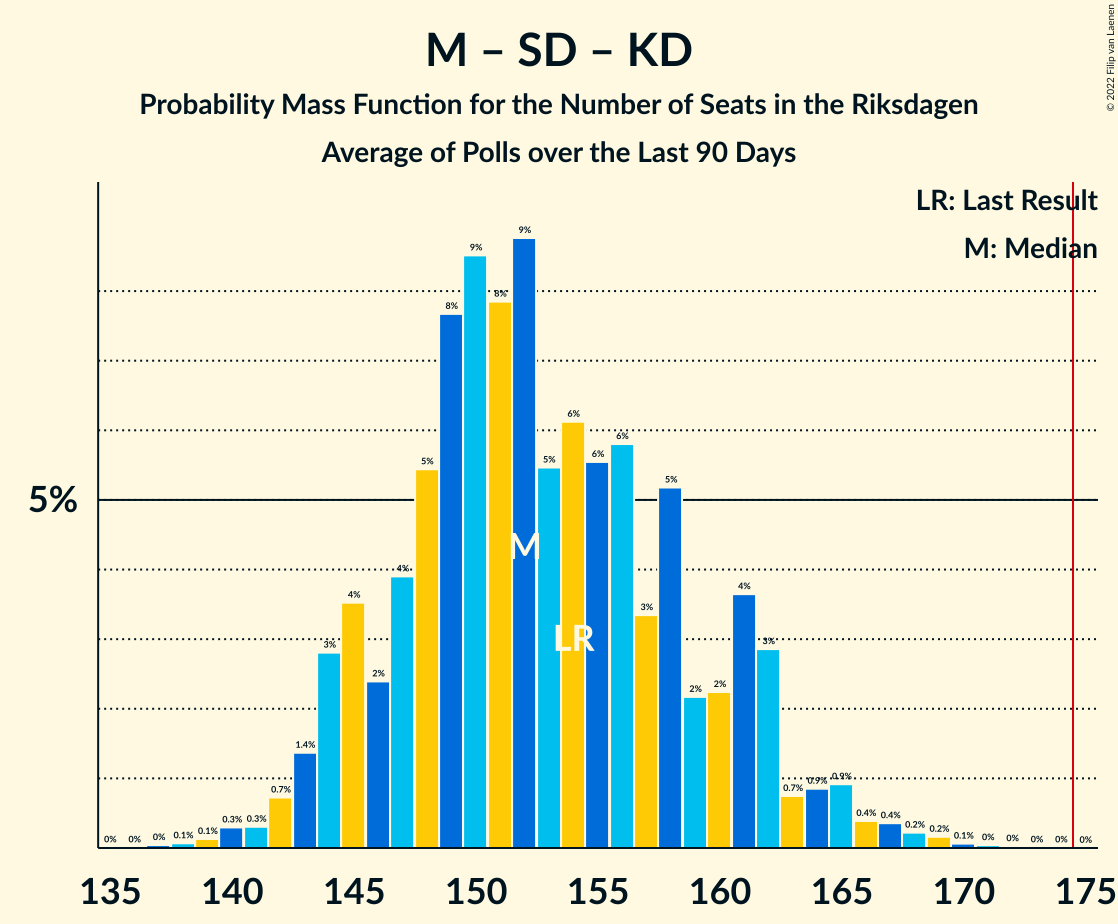 M – SD – KD
Probability Mass Function for the Number of Seats in the Riksdagen
Average of Polls over the Last 90 Days
© 2022 Filip van Laenen
LR: Last Result
M: Median
5%
0% 0% 0% 0.1% 0.1% 0.3% 0.3% 0.7% 1.4% 3% 4% 2% 4% 5% 8% 9% 8% 9% 5% 6% 6% 6% 3% 5% 2% 2% 4% 3% 0.7% 0.9% 0.9% 0.4% 0.4% 0.2% 0.2% 0.1% 0% 0% 0% 0% 0%
M
LR
135 140 145 150 155 160 165 170 175